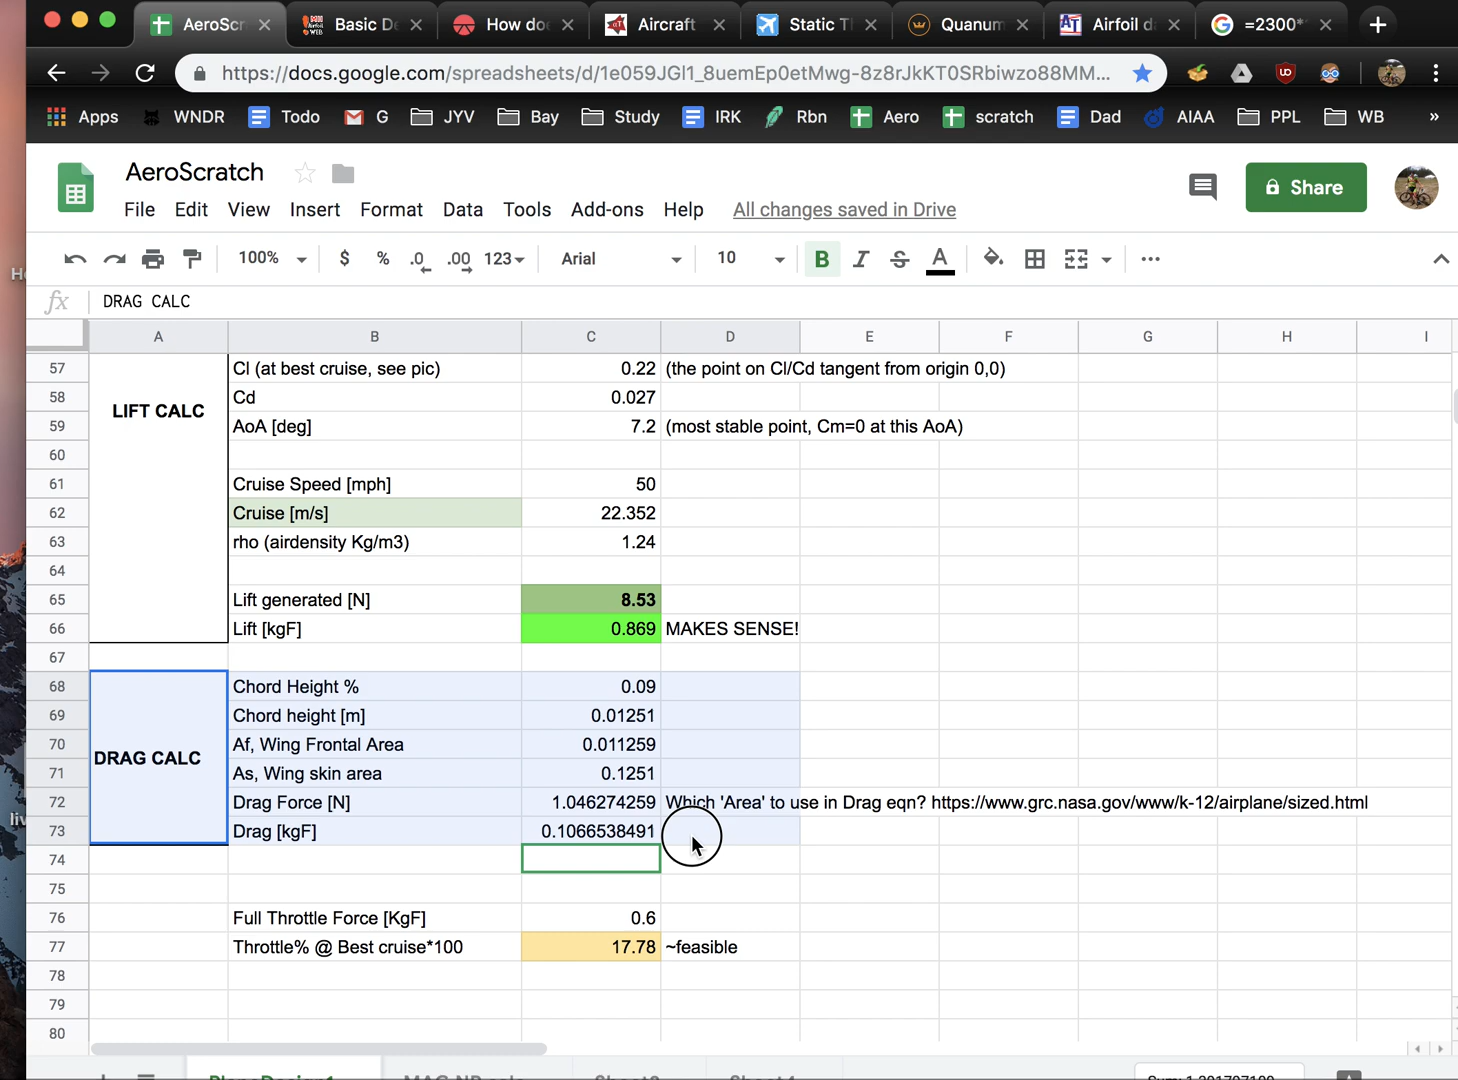 AeroScr
Basic De
How doe
Aircraft
Static T
Quanum
AT
Airfoil d
=2300*
https://docs.google.com/spreadsheets/d/1e059JGI1_8uemEp0etMwg-8z8rJkKT0SRbiwzo88MM...
Apps WNDR Todo G JYV Bay Study IRK Rbn Aero scratch Dad AIAA PPL WB »
AeroScratch
Share
File Edit View Insert Format Data Tools Add-ons Help All changes saved in Drive
100% $ % .0 .00 123 Arial 10 B I S A ...
fx DRAG CALC
A B C D E F G H I
57 Cl (at best cruise, see pic) 0.22 (the point on Cl/Cd tangent from origin 0,0)
58 Cd 0.027
LIFT CALC
59 AoA [deg] 7.2 (most stable point, Cm=0 at this AoA)
60
61 Cruise Speed [mph] 50
62 Cruise [m/s] 22.352
63 rho (airdensity Kg/m3) 1.24
64
65 Lift generated [N] 8.53
66 Lift [kgF] 0.869 MAKES SENSE!
67
68 Chord Height % 0.09
69 Chord height [m] 0.01251
70 Af, Wing Frontal Area 0.011259
DRAG CALC
71 As, Wing skin area 0.1251
72 Drag Force [N] 1.046274259 Which 'Area' to use in Drag eqn? https://www.grc.nasa.gov/www/k-12/airplane/sized.html
73 Drag [kgF] 0.1066538491
74
75
76 Full Throttle Force [KgF] 0.6
77 Throttle% @ Best cruise*100 17.78 ~feasible
78
79
80